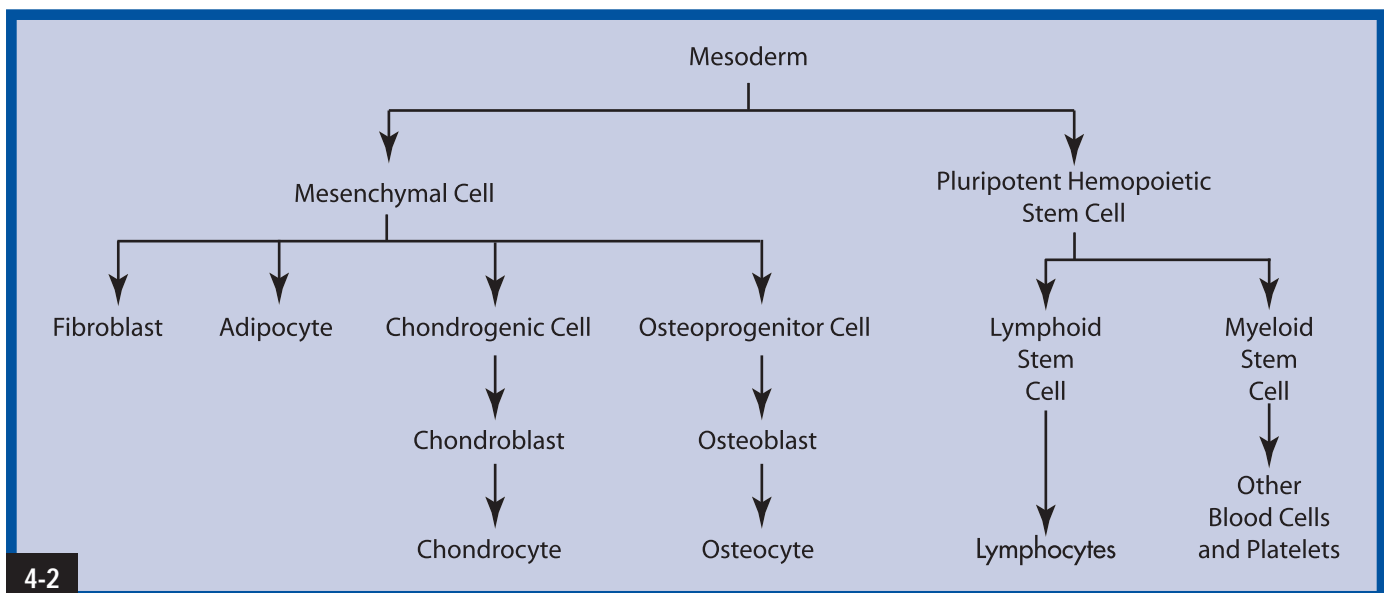 Mesoderm
Mesenchymal Cell
Pluripotent Hemopoietic
Stem Cell
Fibroblast
Adipocyte
Chondrogenic Cell
Osteoprogenitor Cell
Lymphoid
Stem
Cell
Myeloid
Stem
Cell
Chondroblast
Osteoblast
Other
Blood Cells
and Platelets
Chondrocyte
Osteocyte
Lymphocytes
4-2